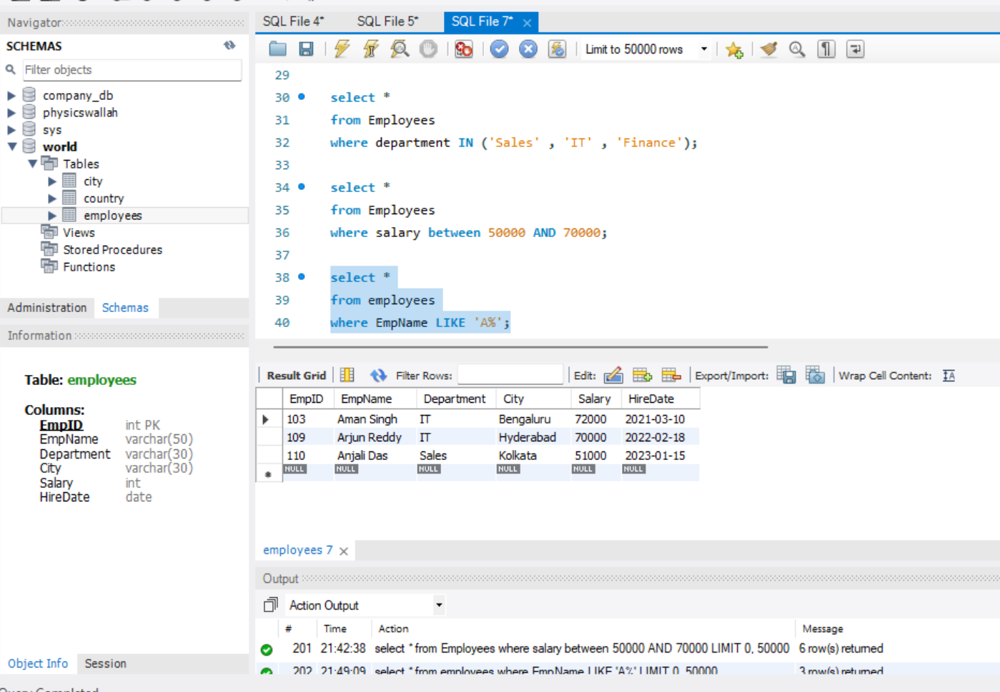 Navigator
SCHEMAS
Filter objects
company_db
physicswallah
sys
world
Tables
city
country
employees
Views
Stored Procedures
Functions
Administration Schemas
Information
Table: employees
Columns:
EmpID int PK
EmpName varchar(50)
Department varchar(30)
City varchar(30)
Salary int
HireDate date
Object Info Session
SQL File 4* SQL File 5* SQL File 7*
Limit to 50000 rows
29
30 select *
31 from Employees
32 where department IN ('Sales' , 'IT' , 'Finance');
33
34 select *
35 from Employees
36 where salary between 50000 AND 70000;
37
38 select *
39 from employees
40 where EmpName LIKE 'A%';
Result Grid Filter Rows: Edit: Export/Import: Wrap Cell Content:
EmpID EmpName Department City Salary HireDate
103 Aman Singh IT Bengaluru 72000 2021-03-10
109 Arjun Reddy IT Hyderabad 70000 2022-02-18
110 Anjali Das Sales Kolkata 51000 2023-01-15
NULL NULL NULL NULL NULL NULL
employees 7
Output
Action Output
# Time Action Message
201 21:42:38 select * from Employees where salary between 50000 AND 70000 LIMIT 0, 50000 6 row(s) returned
202 21:49:09 select * from employees where EmpName LIKE 'A%' LIMIT 0, 50000 3 row(s) returned
Query Completed